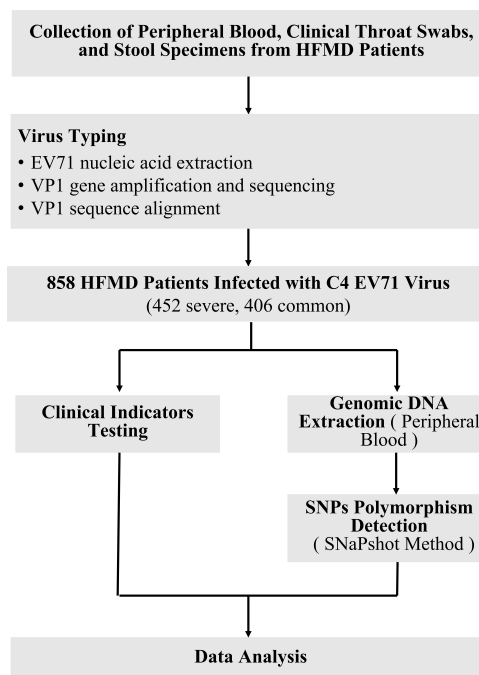 Collection of Peripheral Blood, Clinical Throat Swabs,
and Stool Specimens from HFMD Patients
Virus Typing
• EV71 nucleic acid extraction
• VP1 gene amplification and sequencing
• VP1 sequence alignment
858 HFMD Patients Infected with C4 EV71 Virus
(452 severe, 406 common)
Clinical Indicators
Testing
Genomic DNA
Extraction ( Peripheral
Blood )
SNPs Polymorphism
Detection
( SNaPshot Method )
Data Analysis